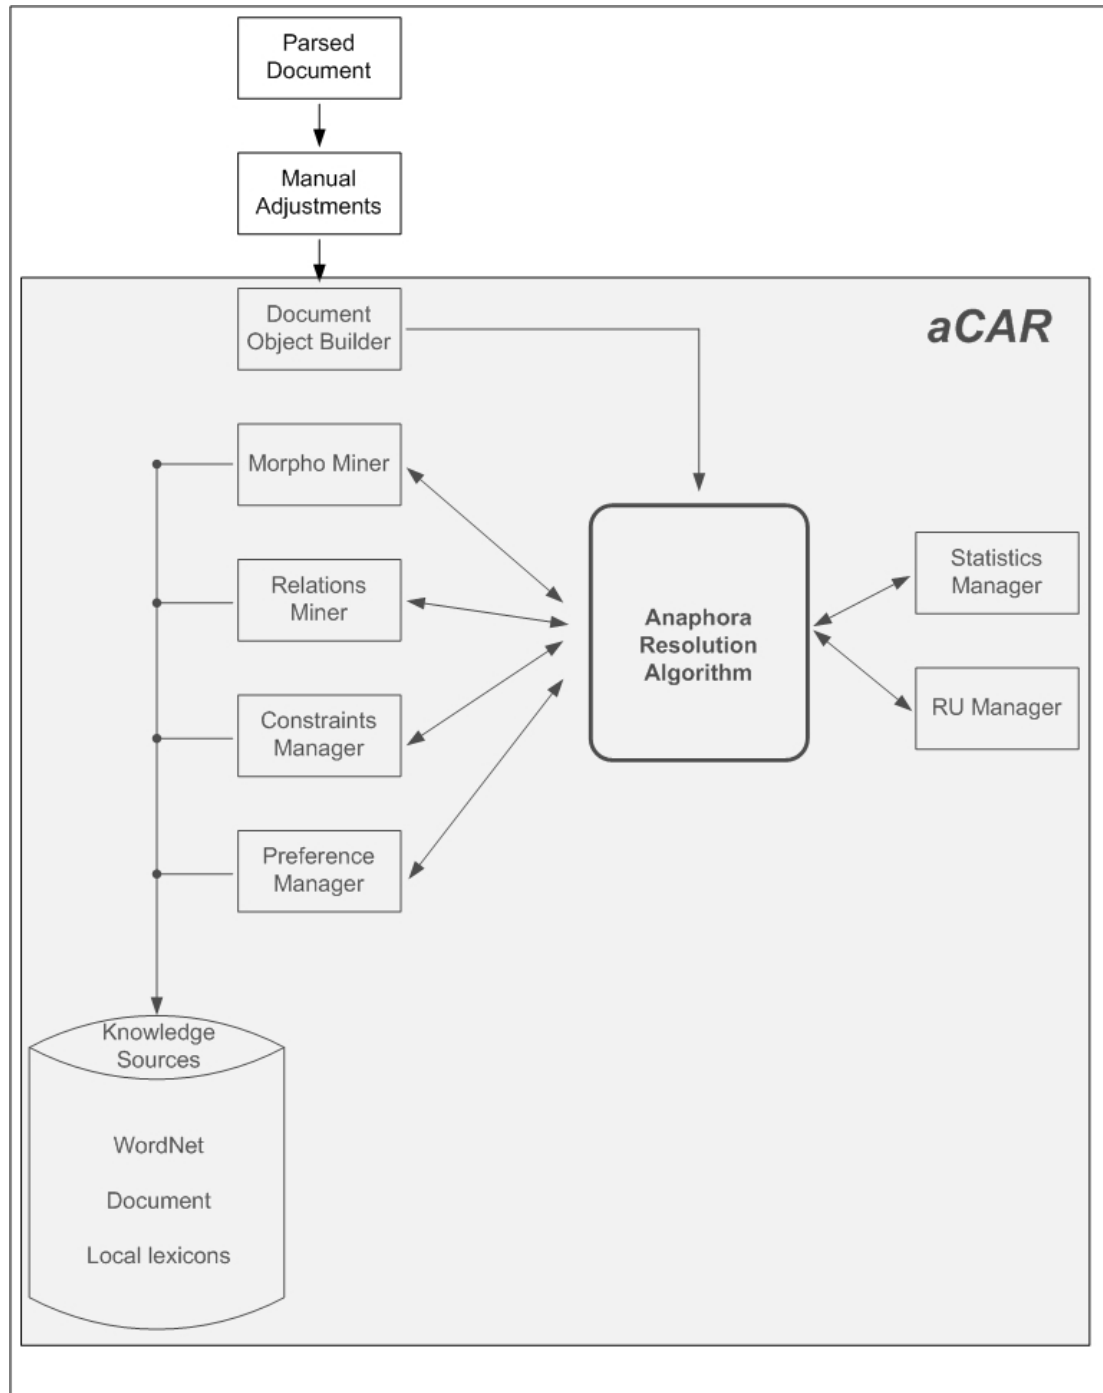 Parsed
Document
Manual
Adjustments
Document
Object Builder
aCAR
Morpho Miner
Relations
Miner
Constraints
Manager
Preference
Manager
Anaphora
Resolution
Algorithm
Statistics
Manager
RU Manager
Knowledge
Sources
WordNet
Document
Local lexicons